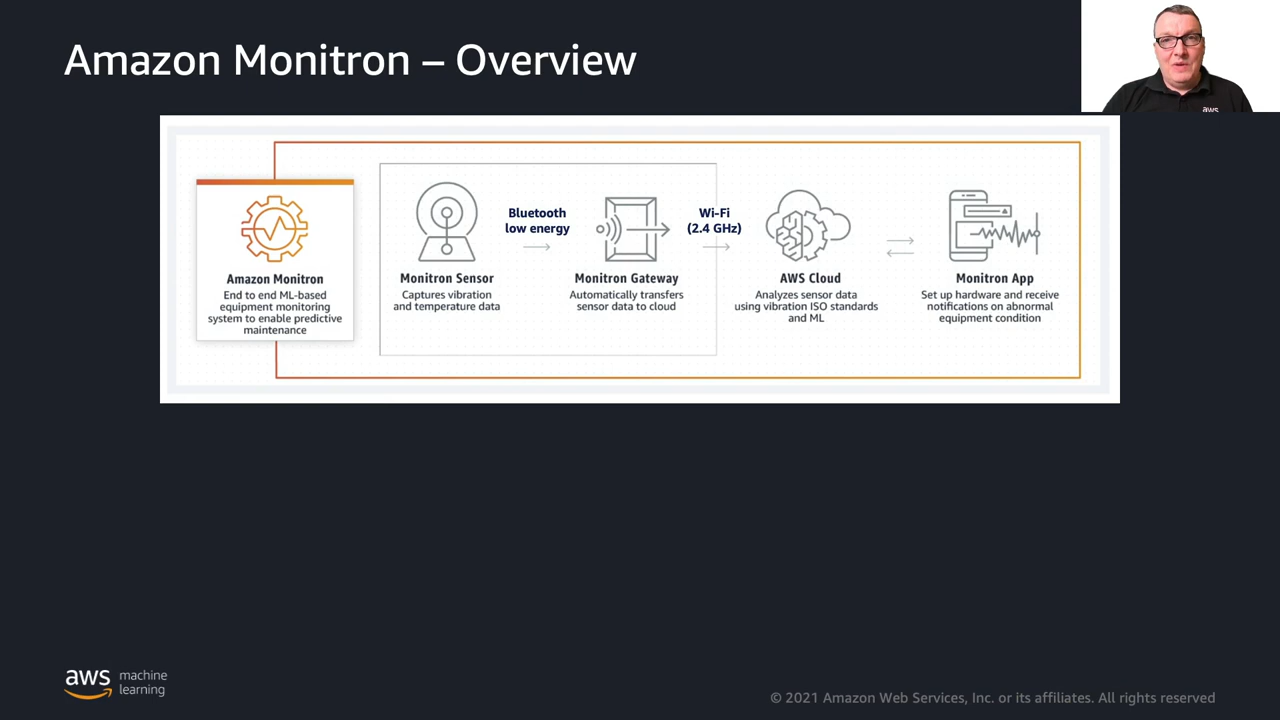 Amazon Monitron – Overview
aws
Amazon Monitron
End to end ML-based
equipment monitoring
system to enable predictive
maintenance
Monitron Sensor
Captures vibration
and temperature data
Bluetooth
low energy
Monitron Gateway
Automatically transfers
sensor data to cloud
Wi-Fi
(2.4 GHz)
AWS Cloud
Analyzes sensor data
using vibration ISO standards
and ML
Monitron App
Set up hardware and receive
notifications on abnormal
equipment condition
aws machine
learning
© 2021 Amazon Web Services, Inc. or its affiliates. All rights reserved